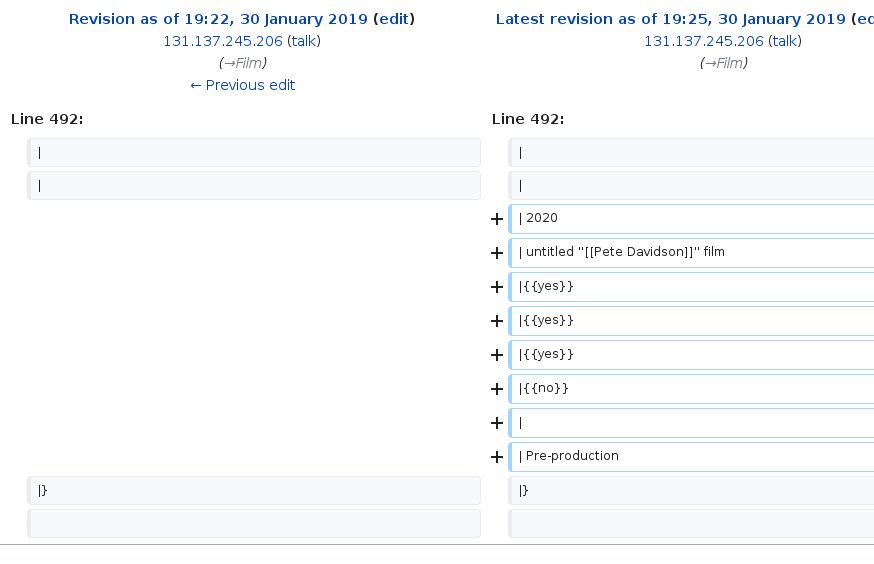 Revision as of 19:22, 30 January 2019 (edit)
131.137.245.206 (talk)
(→Film)
← Previous edit
Latest revision as of 19:25, 30 January 2019 (ed
131.137.245.206 (talk)
(→Film)
Line 492:
Line 492:
|
|
|
|
+ | 2020
+ | untitled "[[Pete Davidson]]" film
+ |{{yes}}
+ |{{yes}}
+ |{{yes}}
+ |{{no}}
+ |
+ | Pre-production
|}
|}